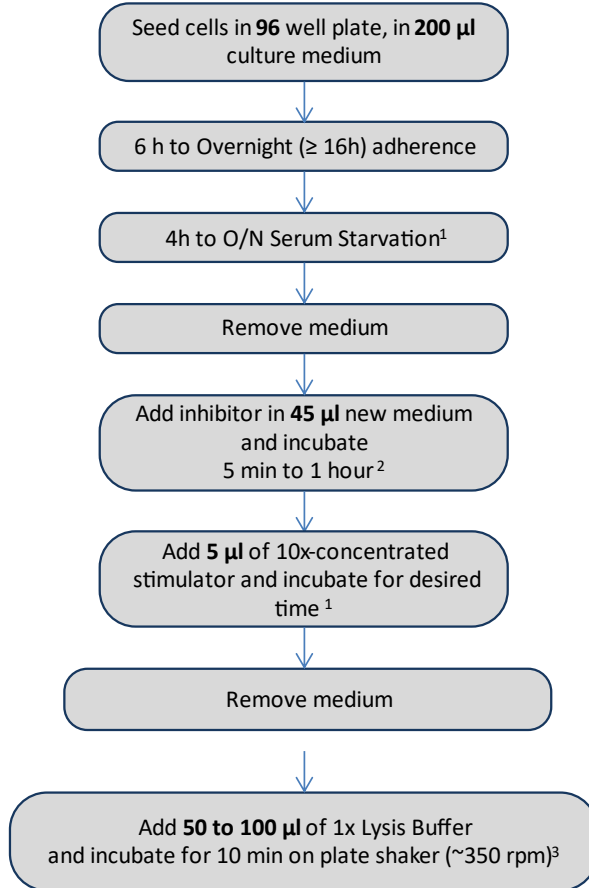 Seed cells in 96 well plate, in 200 µl
culture medium
6 h to Overnight (≥ 16h) adherence
4h to O/N Serum Starvation¹
Remove medium
Add inhibitor in 45 µl new medium
and incubate
5 min to 1 hour ²
Add 5 µl of 10x-concentrated
stimulator and incubate for desired
time ¹
Remove medium
Add 50 to 100 µl of 1x Lysis Buffer
and incubate for 10 min on plate shaker (~350 rpm)³